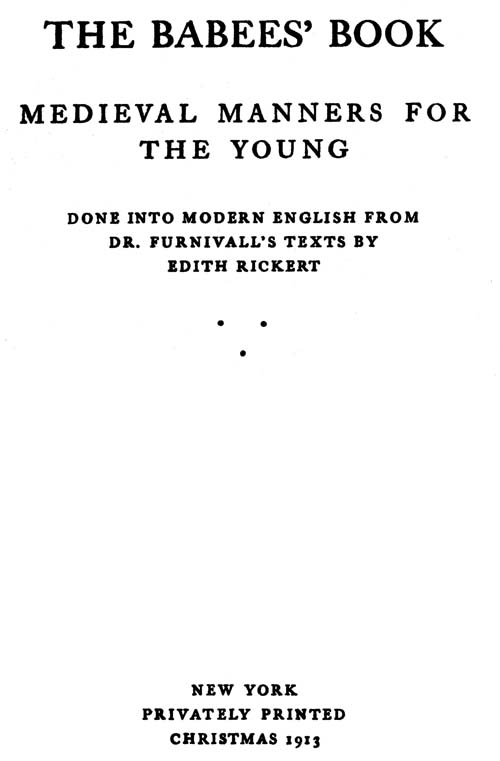 THE BABEES’ BOOK
MEDIEVAL MANNERS FOR
THE YOUNG
DONE INTO MODERN ENGLISH FROM
DR. FURNIVALL’S TEXTS BY
EDITH RICKERT
NEW YORK
PRIVATELY PRINTED
CHRISTMAS 1913